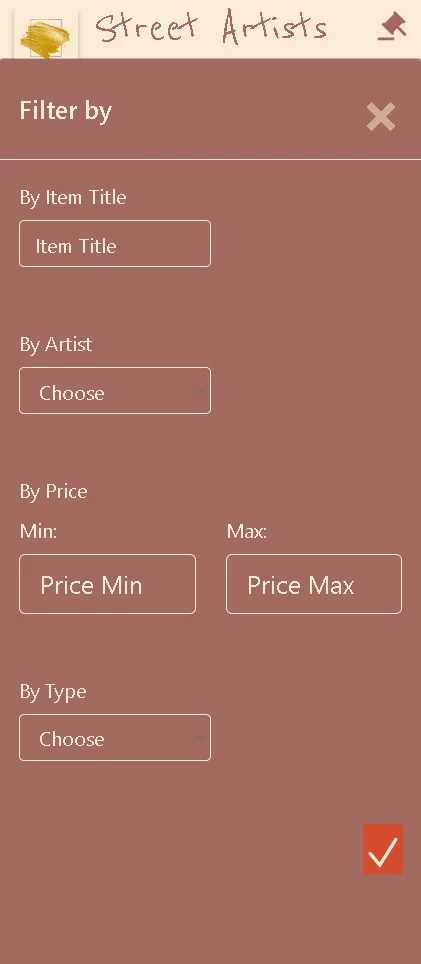 Street Artists
Filter by
By Item Title
Item Title
By Artist
Choose
By Price
Min: Max:
Price Min Price Max
By Type
Choose